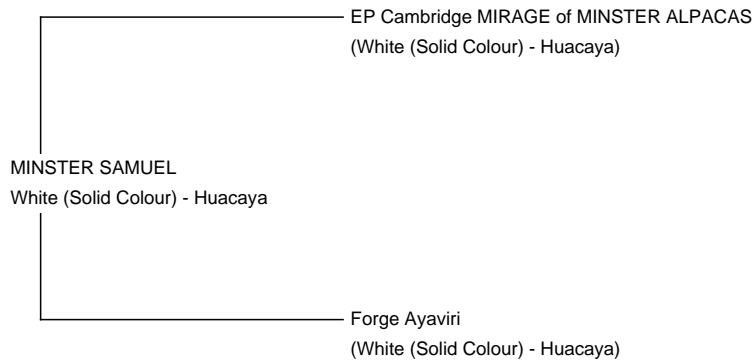 EP Cambridge MIRAGE of MINSTER ALPACAS
(White (Solid Colour) - Huacaya)
MINSTER SAMUEL
White (Solid Colour) - Huacaya
Forge Ayaviri
(White (Solid Colour) - Huacaya)